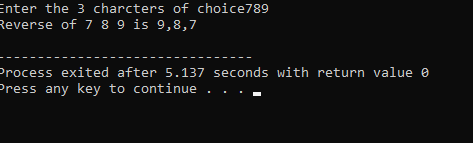 Enter the 3 charcters of choice789
Reverse of 7 8 9 is 9,8,7
--------------------------------
Process exited after 5.137 seconds with return value 0
Press any key to continue . . .